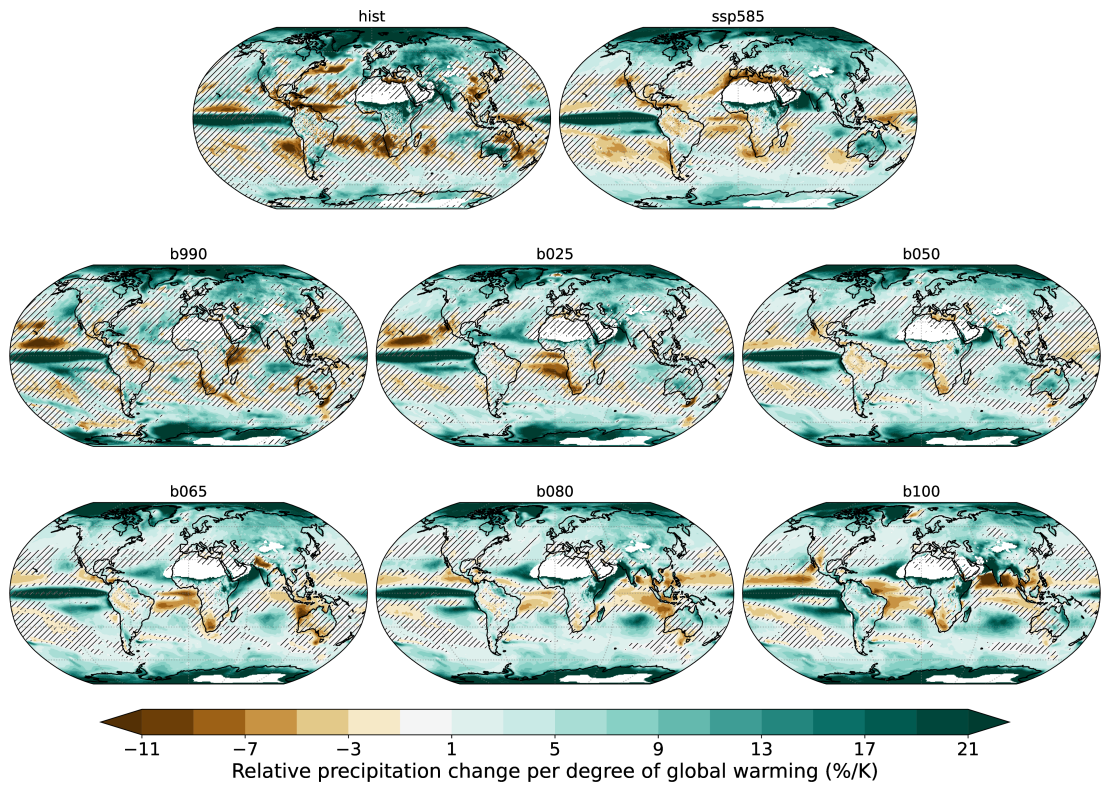 hist
ssp585
b990
b025
b050
b065
b080
b100
−11 −7 −3 1 5 9 13 17 21
Relative precipitation change per degree of global warming (%/K)